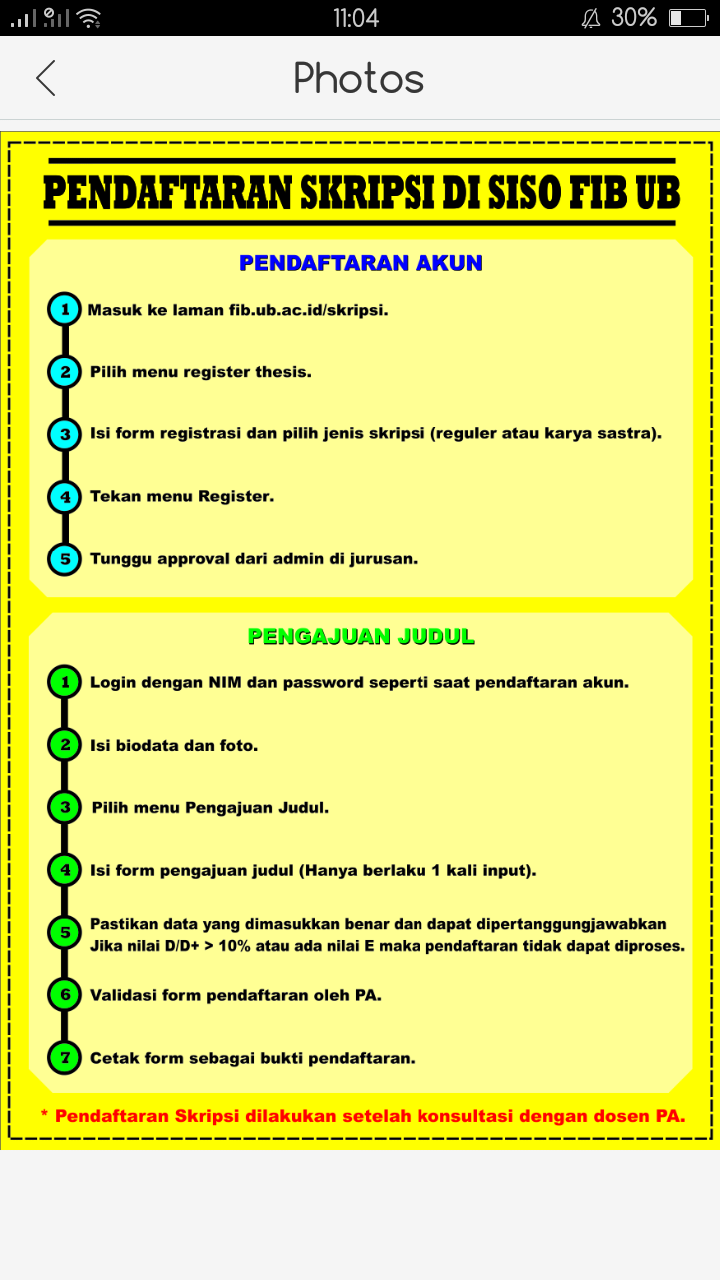 11:04
30%
Photos
PENDAFTARAN SKRIPSI DI SISO FIB UB
PENDAFTARAN AKUN
1 Masuk ke laman fib.ub.ac.id/skripsi.
2 Pilih menu register thesis.
3 Isi form registrasi dan pilih jenis skripsi (reguler atau karya sastra).
4 Tekan menu Register.
5 Tunggu approval dari admin di jurusan.
PENGAJUAN JUDUL
1 Login dengan NIM dan password seperti saat pendaftaran akun.
2 Isi biodata dan foto.
3 Pilih menu Pengajuan Judul.
4 Isi form pengajuan judul (Hanya berlaku 1 kali input).
5 Pastikan data yang dimasukkan benar dan dapat dipertanggungjawabkan
Jika nilai D/D+ > 10% atau ada nilai E maka pendaftaran tidak dapat diproses.
6 Validasi form pendaftaran oleh PA.
7 Cetak form sebagai bukti pendaftaran.
* Pendaftaran Skripsi dilakukan setelah konsultasi dengan dosen PA.